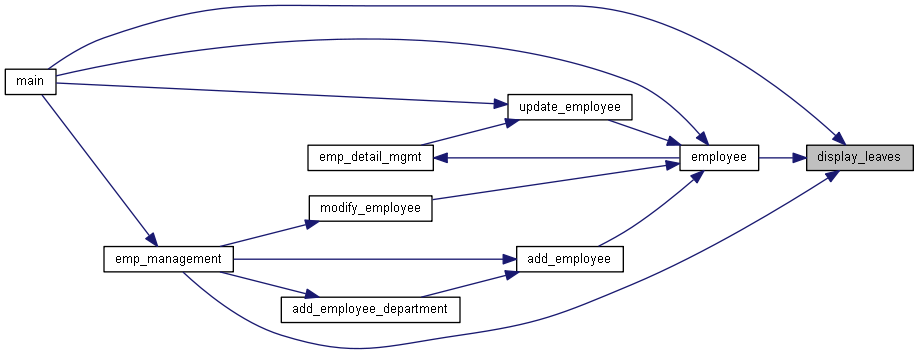 main
update_employee
emp_detail_mgmt
employee
display_leaves
modify_employee
emp_management
add_employee
add_employee_department